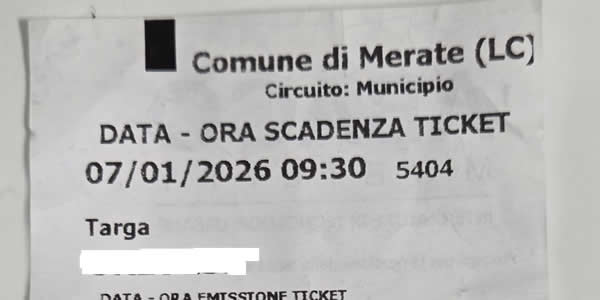 Comune di Merate (LC)
Circuito: Municipio
DATA - ORA SCADENZA TICKET
07/01/2026 09:30 5404
Targa
DATA - ORA EMISSIONE TICKET